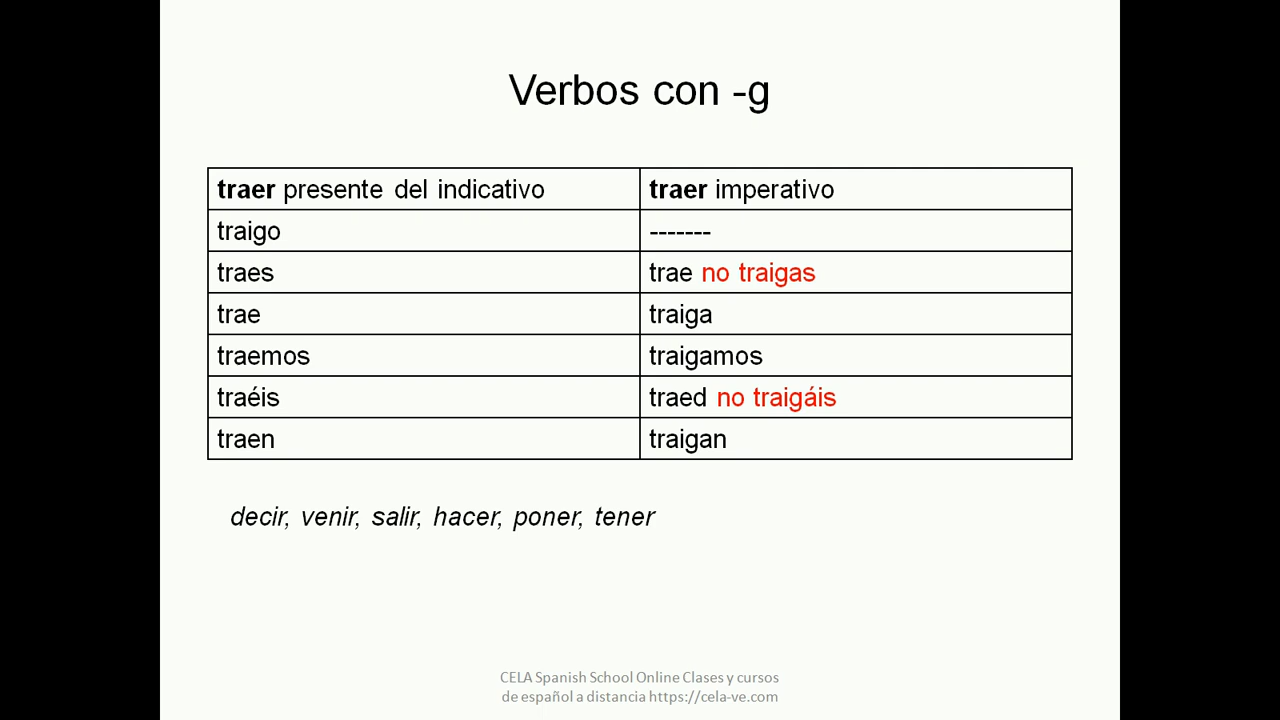 Verbos con -g
traer presente del indicativo traer imperativo
traigo -------
traes trae no traigas
trae traiga
traemos traigamos
traéis traed no traigáis
traen traigan
decir, venir, salir, hacer, poner, tener
CELA Spanish School Online Clases y cursos
de español a distancia https://cela-ve.com